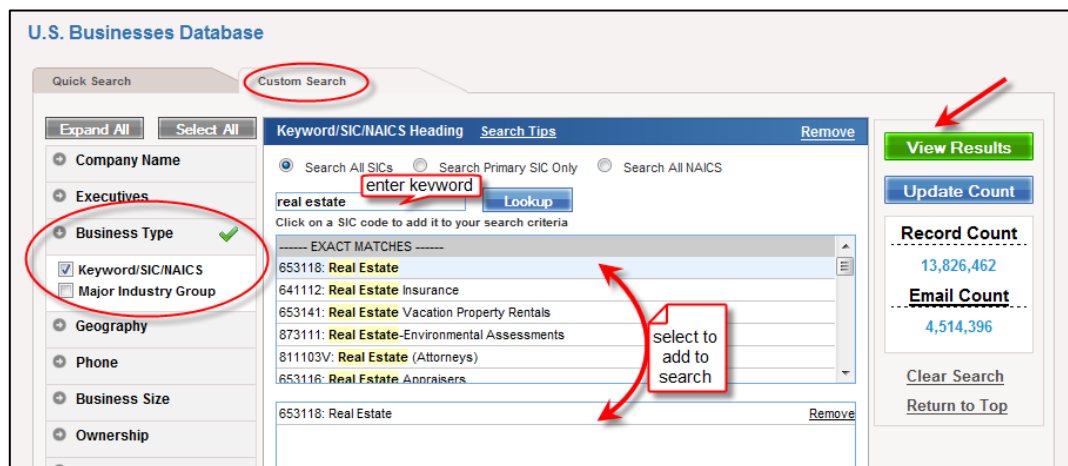 U.S. Businesses Database
Quick Search
Custom Search
Expand All
Select All
Company Name
Executives
Business Type
Keyword/SIC/NAICS
Major Industry Group
Geography
Phone
Business Size
Ownership
Keyword/SIC/NAICS Heading Search Tips Remove
Search All SICs Search Primary SIC Only Search All NAICS
enter keyword
real estate Lookup
Click on a SIC code to add it to your search criteria
------ EXACT MATCHES ------
653118: Real Estate
641112: Real Estate Insurance
653141: Real Estate Vacation Property Rentals
873111: Real Estate-Environmental Assessments
811103V: Real Estate (Attorneys)
653116: Real Estate Appraisers
select to
add to
search
653118: Real Estate Remove
View Results
Update Count
Record Count
13,826,462
Email Count
4,514,396
Clear Search
Return to Top